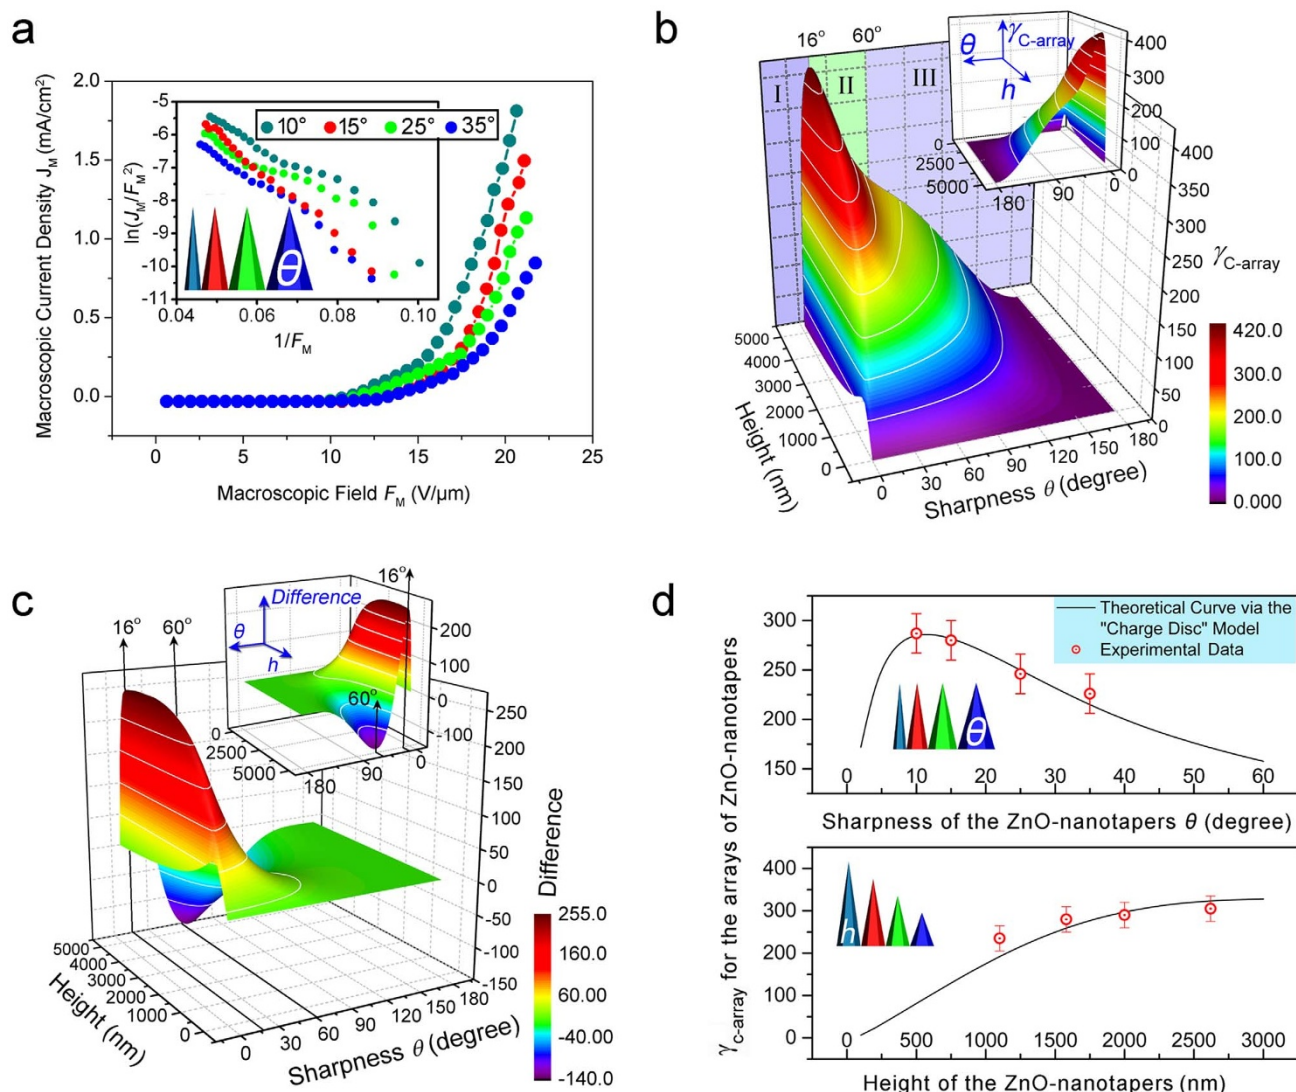 a
2.0
1.5
1.0
0.5
0.0
Macroscopic Current Density J_M (mA/cm²)
0 5 10 15 20 25
Macroscopic Field F_M (V/µm)
-5
-6
-7
-8
-9
-10
-11
ln(J_M/F_M²)
10° 15° 25° 35°
θ
0.04 0.06 0.08 0.10
1/F_M
b
16° 60°
I II III
θ γ_C-array h
400
300
200
100
0
0 2500 5000
180 90 0
400
350
300
250
200
150
100
50
0
γ_C-array
5000
4000
3000
2000
1000
0
Height (nm)
0 30 60 90 120 150 180
Sharpness θ (degree)
420.0
300.0
200.0
100.0
0.000
c
16° 60°
Difference
θ
h
16°
60°
200
100
0
-100
0 2500 5000
180 90 0
250
200
150
100
50
0
-50
-100
-150
Difference
5000
4000
3000
2000
1000
0
Height (nm)
0 30 60 90 120 150 180
Sharpness θ (degree)
255.0
160.0
60.00
-40.00
-140.0
d
Theoretical Curve via the
"Charge Disc" Model
Experimental Data
θ
300
250
200
150
0 10 20 30 40 50 60
Sharpness of the ZnO-nanotapers θ (degree)
γ_C-array for the arrays of ZnO-nanotapers
h
400
300
200
100
0
0 500 1000 1500 2000 2500 3000
Height of the ZnO-nanotapers (nm)